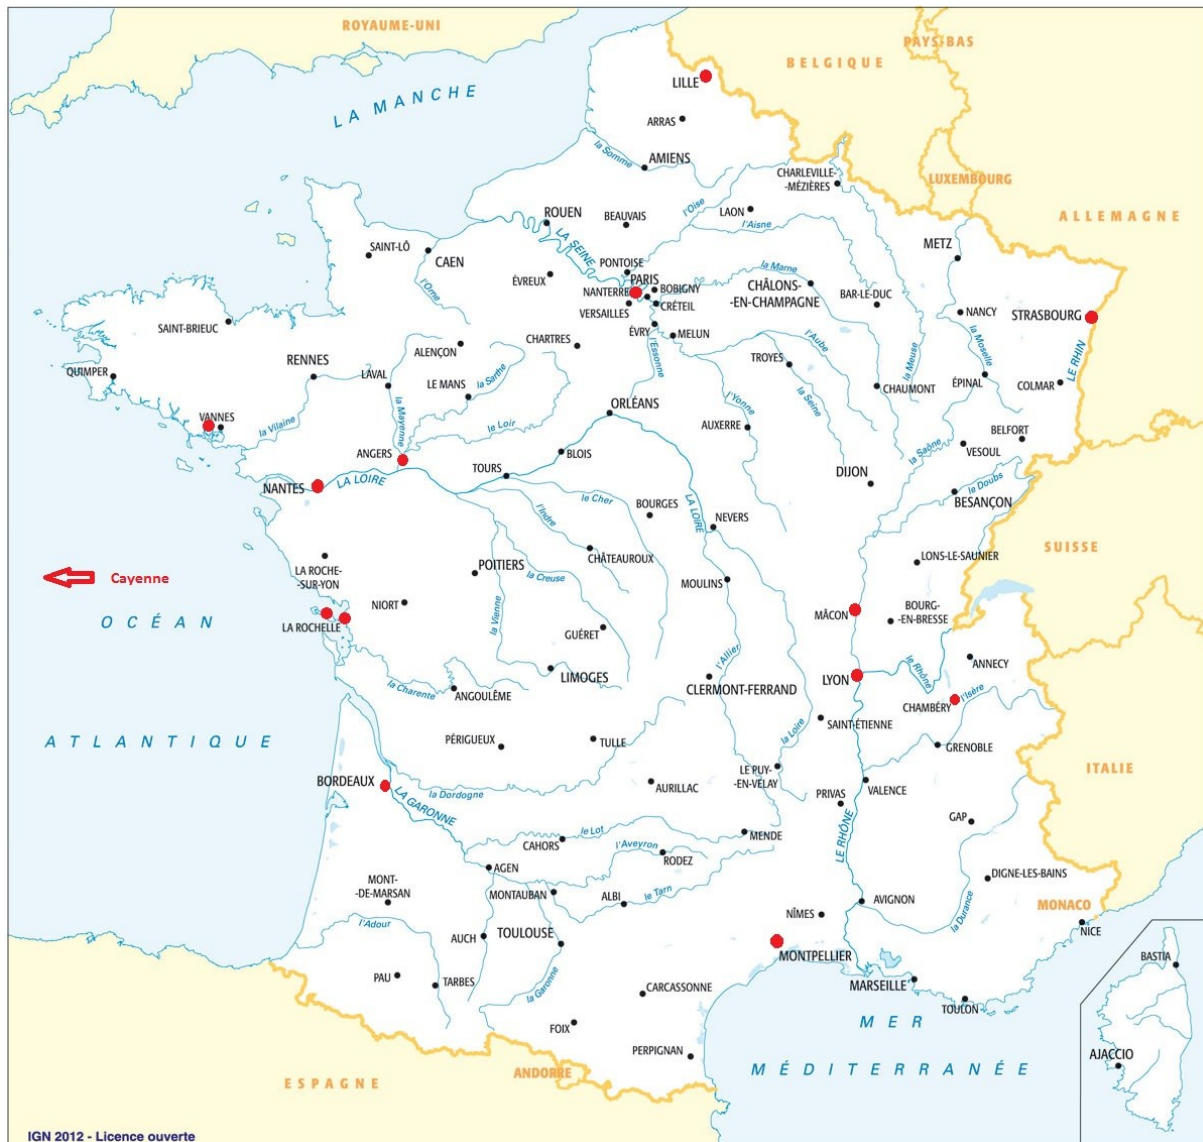 ROYAUME-UNI
PAYS-BAS
BELGIQUE
LA MANCHE
LILLE
ARRAS
la Somme
AMIENS
CHARLEVILLE-
-MÉZIÈRES
LUXEMBOURG
ALLEMAGNE
ROUEN
BEAUVAIS
l'Oise
LAON
l'Aisne
LA SEINE
METZ
SAINT-LÔ
CAEN
l'Orne
ÉVREUX
PONTOISE
PARIS
NANTERRE
BOBIGNY
VERSAILLES
CRÉTEIL
la Marne
CHÂLONS-
-EN-CHAMPAGNE
BAR-LE-DUC
NANCY
STRASBOURG
SAINT-BRIEUC
ALENÇON
CHARTRES
ÉVRY
MELUN
l'Essonne
TROYES
l'Aube
la Meuse
la Moselle
LE RHIN
QUIMPER
RENNES
LAVAL
LE MANS
la Sarthe
la Seine
CHAUMONT
ÉPINAL
COLMAR
VANNES
la Vilaine
la Mayenne
le Loir
ORLÉANS
l'Yonne
AUXERRE
BELFORT
ANGERS
TOURS
BLOIS
la Saône
VESOUL
DIJON
NANTES
LA LOIRE
le Cher
BOURGES
LA LOIRE
NEVERS
le Doubs
BESANÇON
l'Indre
CHÂTEAUROUX
SUISSE
Cayenne
LA ROCHE-
-SUR-YON
POITIERS
la Creuse
MOULINS
LONS-LE-SAUNIER
OCÉAN
LA ROCHELLE
NIORT
la Vienne
GUÉRET
MÂCON
BOURG-
-EN-BRESSE
la Charente
ANGOULÊME
LIMOGES
l'Allier
CLERMONT-FERRAND
LYON
le Rhône
ANNECY
CHAMBÉRY
l'Isère
ATLANTIQUE
PÉRIGUEUX
TULLE
la Loire
SAINT-ÉTIENNE
GRENOBLE
ITALIE
BORDEAUX
LA GARONNE
la Dordogne
AURILLAC
LE PUY-
-EN-VELAY
PRIVAS
VALENCE
GAP
le Lot
CAHORS
l'Aveyron
RODEZ
MENDE
LE RHÔNE
AGEN
MONT-
-DE-MARSAN
MONTAUBAN
ALBI
le Tarn
DIGNE-LES-BAINS
MONACO
l'Adour
AUCH
TOULOUSE
NÎMES
AVIGNON
la Durance
NICE
PAU
TARBES
la Garonne
CARCASSONNE
MONTPELLIER
MARSEILLE
TOULON
BASTIA
FOIX
PERPIGNAN
MER
MÉDITERRANÉE
AJACCIO
ESPAGNE
ANDORRE
IGN 2012 - Licence ouverte